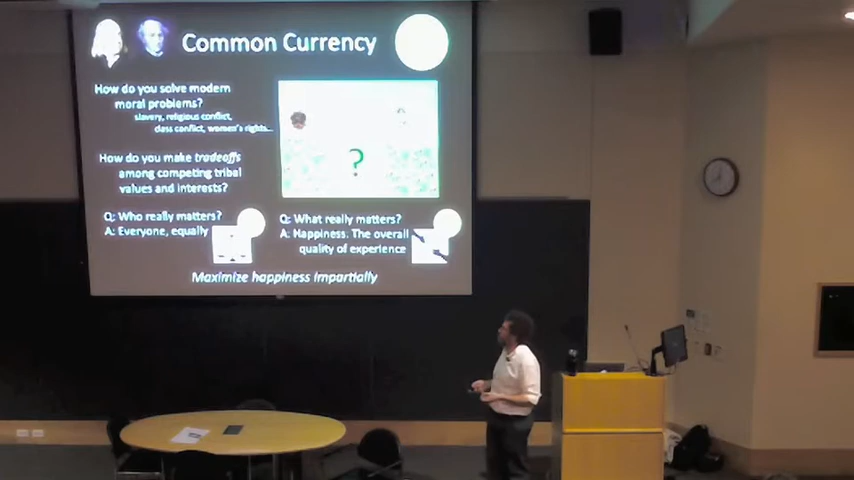 Common Currency
How do you solve modern
moral problems?
slavery, religious conflict,
class conflict, women's rights...
How do you make tradeoffs
among competing tribal
values and interests?
?
Q: Who really matters?
A: Everyone, equally
Q: What really matters?
A: Happiness. The overall
quality of experience
Maximize happiness impartially